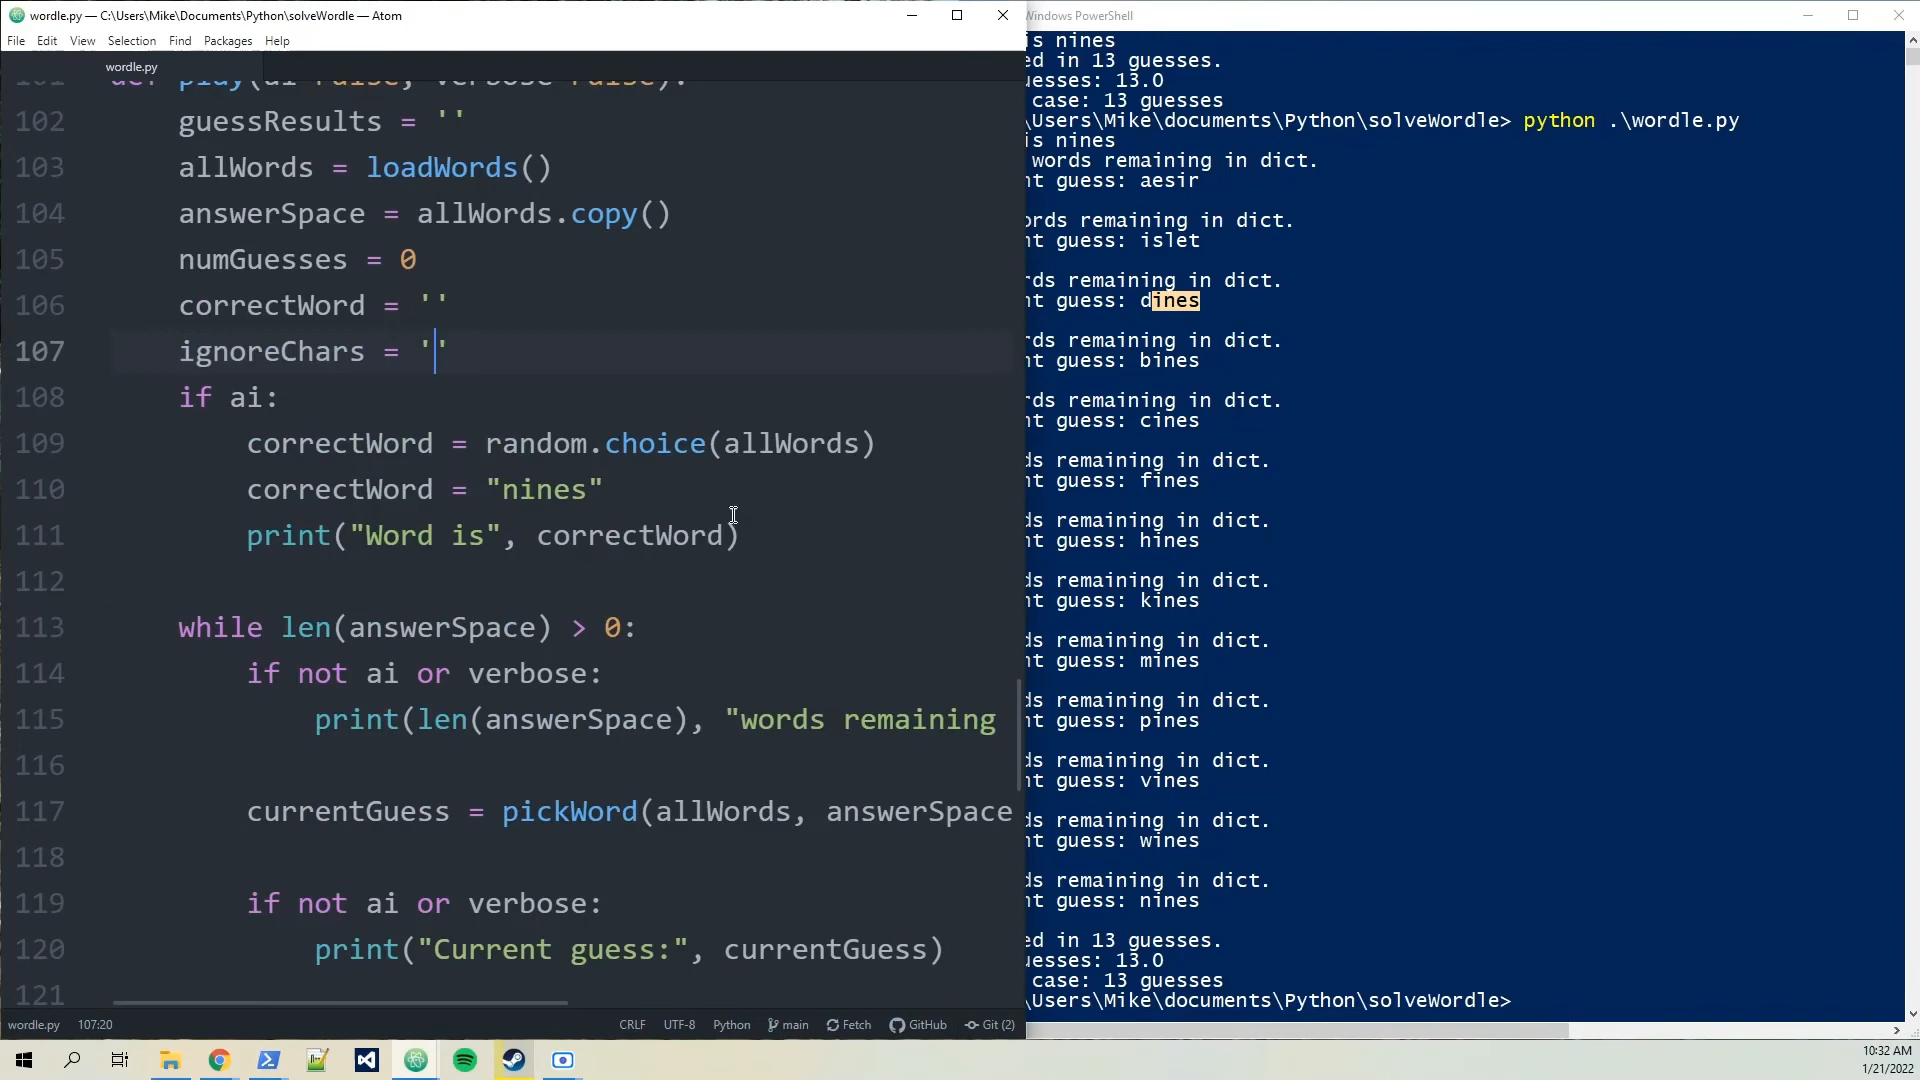 wordle.py — C:\Users\Mike\Documents\Python\solveWordle — Atom
File Edit View Selection Find Packages Help
wordle.py
102 guessResults = ''
103 allWords = loadWords()
104 answerSpace = allWords.copy()
105 numGuesses = 0
106 correctWord = ''
107 ignoreChars = ''
108 if ai:
109 correctWord = random.choice(allWords)
110 correctWord = "nines"
111 print("Word is", correctWord)
112
113 while len(answerSpace) > 0:
114 if not ai or verbose:
115 print(len(answerSpace), "words remaining
116
117 currentGuess = pickWord(allWords, answerSpace
118
119 if not ai or verbose:
120 print("Current guess:", currentGuess)
121
wordle.py 107:20 CRLF UTF-8 Python main Fetch GitHub Git (2)
Windows PowerShell
is nines
ed in 13 guesses.
uesses: 13.0
case: 13 guesses
\Users\Mike\documents\Python\solveWordle> python .\wordle.py
is nines
words remaining in dict.
nt guess: aesir
ords remaining in dict.
nt guess: islet
rds remaining in dict.
nt guess: dines
rds remaining in dict.
nt guess: bines
rds remaining in dict.
nt guess: cines
ds remaining in dict.
nt guess: fines
ds remaining in dict.
nt guess: hines
ds remaining in dict.
nt guess: kines
ds remaining in dict.
nt guess: mines
ds remaining in dict.
nt guess: pines
ds remaining in dict.
nt guess: vines
ds remaining in dict.
nt guess: wines
ds remaining in dict.
nt guess: nines
ed in 13 guesses.
uesses: 13.0
case: 13 guesses
\Users\Mike\documents\Python\solveWordle>
10:32 AM
1/21/2022